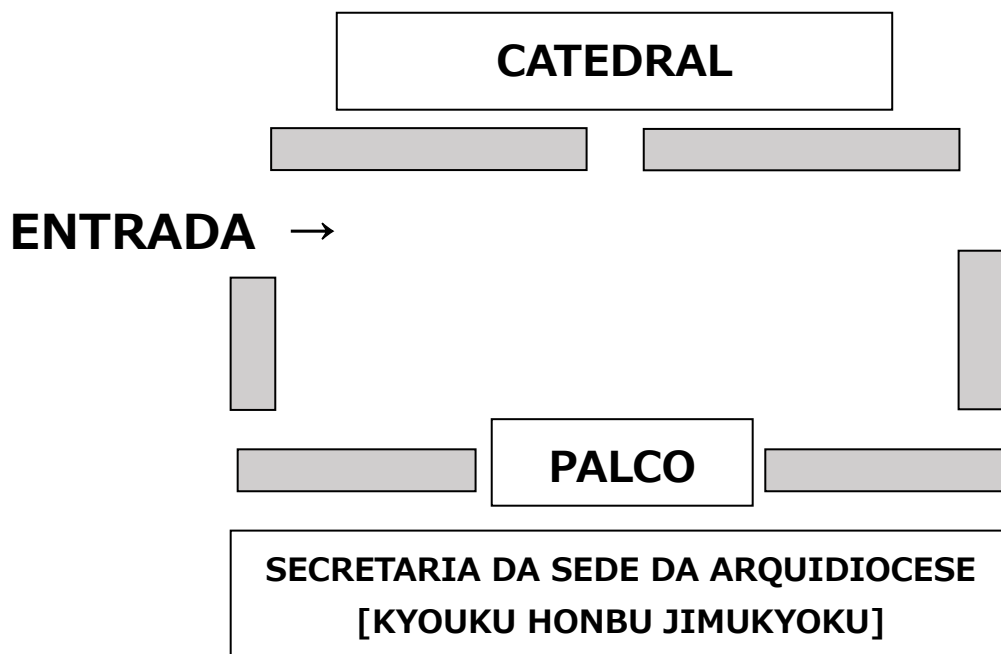 CATEDRAL
ENTRADA →
PALCO
SECRETARIA DA SEDE DA ARQUIDIOCESE
[KYOUKU HONBU JIMUKYOKU]